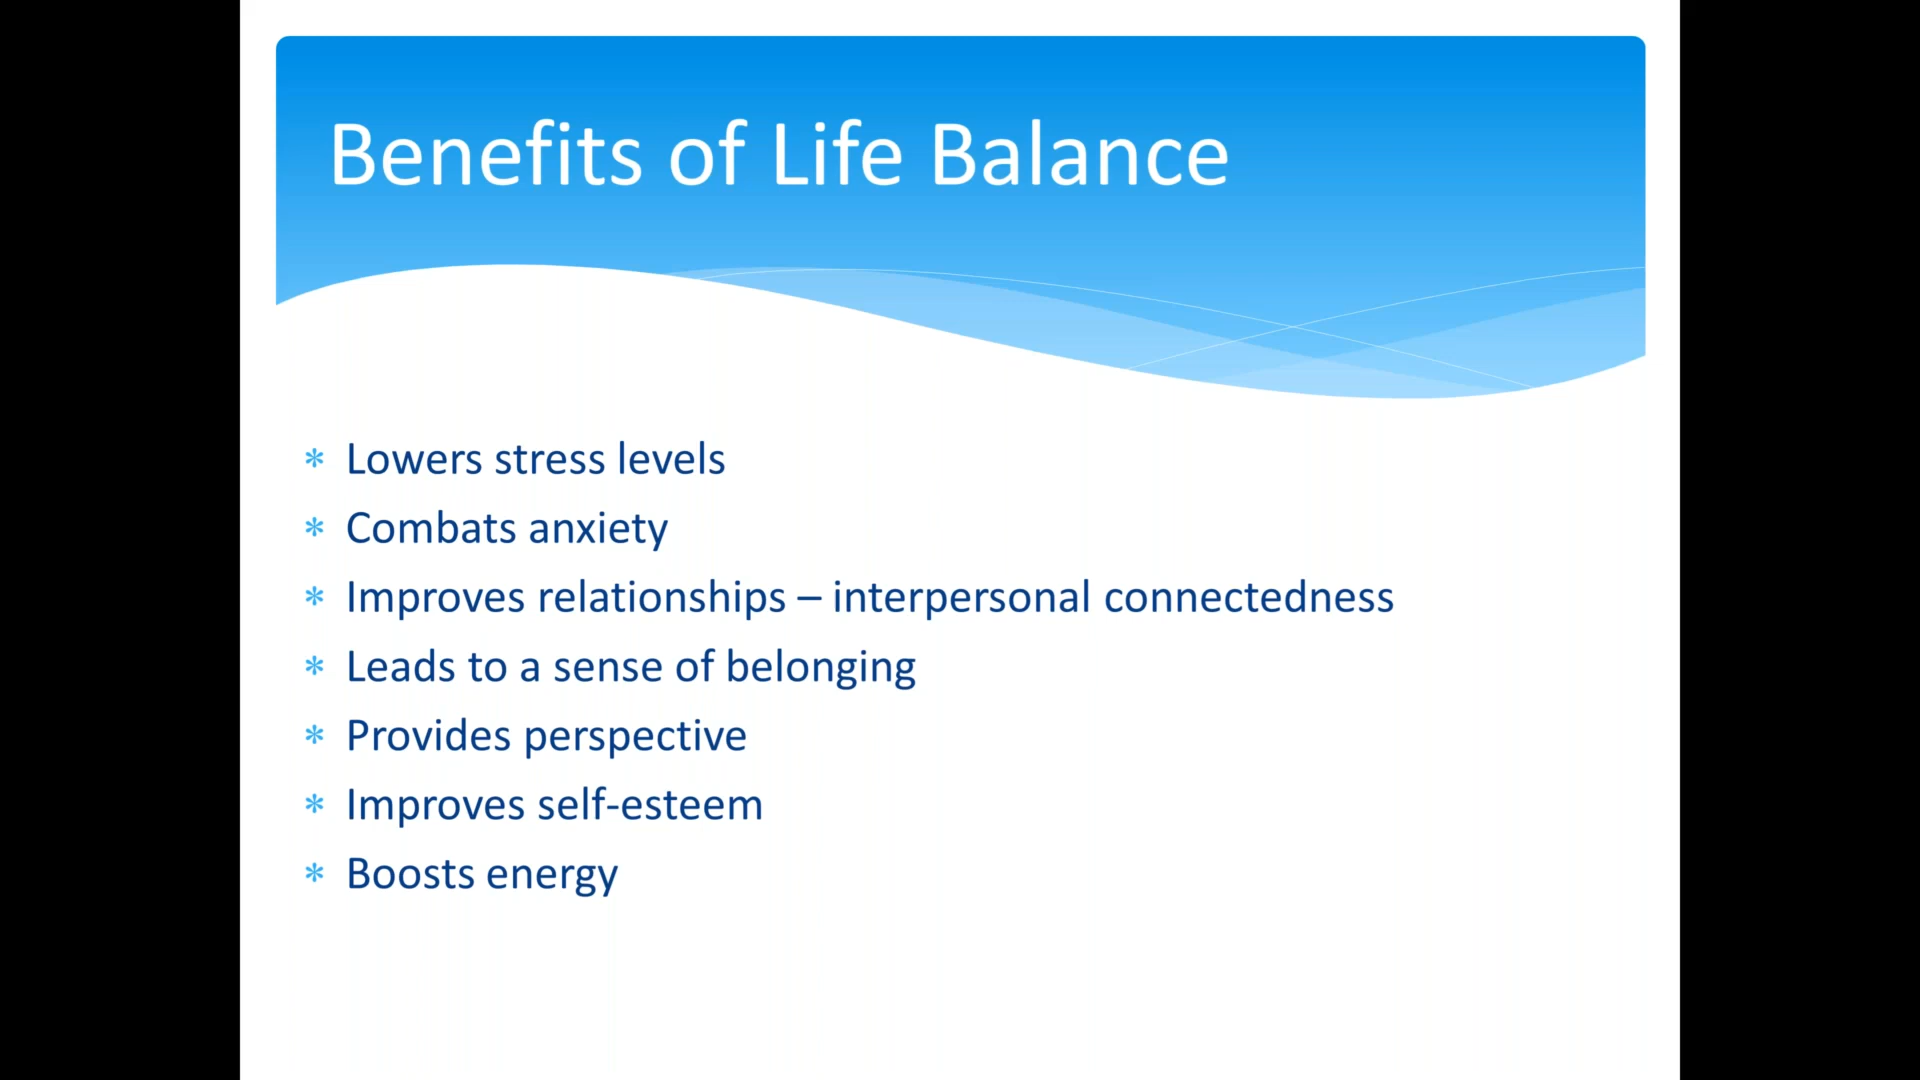 Benefits of Life Balance
* Lowers stress levels
* Combats anxiety
* Improves relationships – interpersonal connectedness
* Leads to a sense of belonging
* Provides perspective
* Improves self-esteem
* Boosts energy